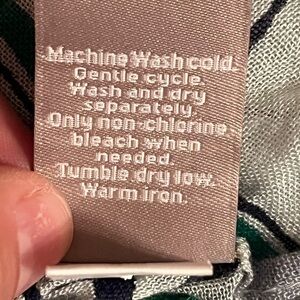 Machine Wash cold.
Gentle cycle.
Wash and dry
separately.
Only non-chlorine
bleach when
needed.
Tumble dry low.
Warm iron.